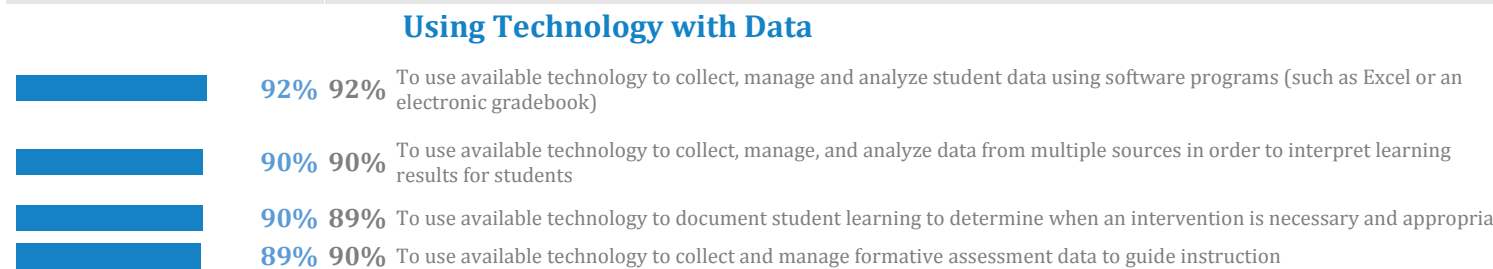 Using Technology with Data
92% 92% To use available technology to collect, manage and analyze student data using software programs (such as Excel or an
electronic gradebook)
90% 90% To use available technology to collect, manage, and analyze data from multiple sources in order to interpret learning
results for students
90% 89% To use available technology to document student learning to determine when an intervention is necessary and appropria
89% 90% To use available technology to collect and manage formative assessment data to guide instruction